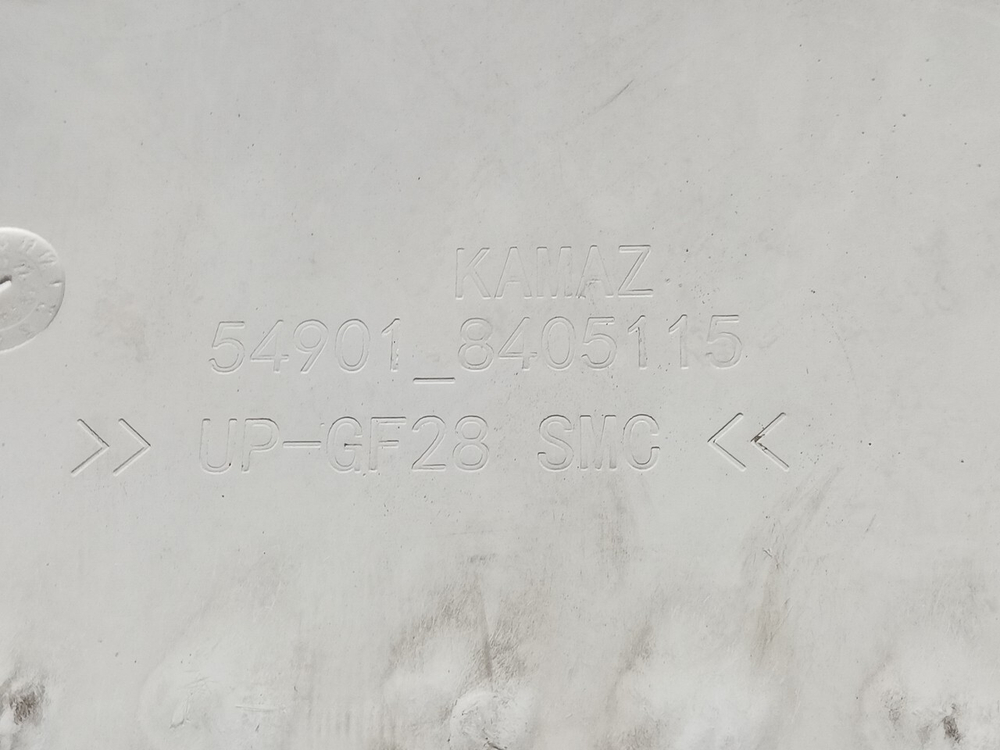 KAMAZ
54901_8405115
>> UP-GF28 SMC <<